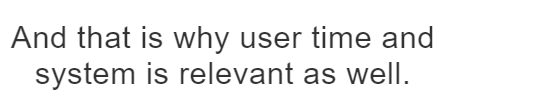 And that is why user time and
system is relevant as well.